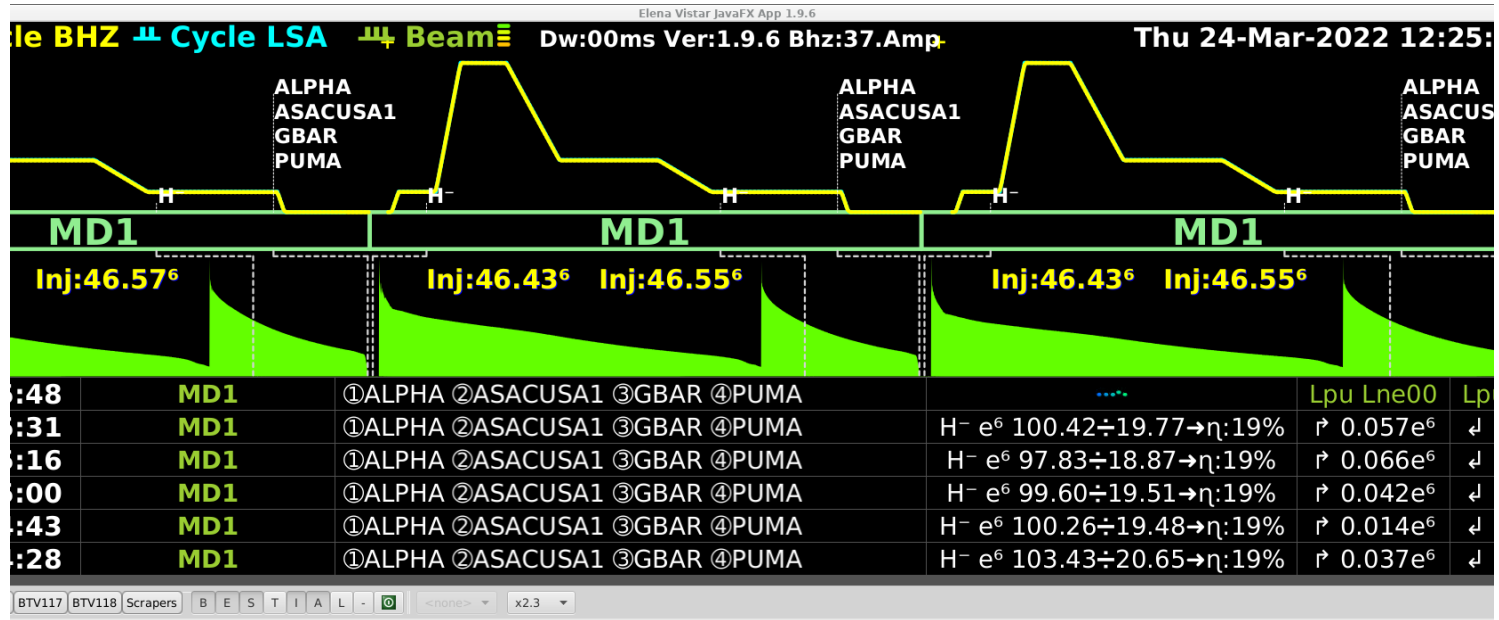 Elena Vistar JavaFX App 1.9.6
le BHZ Cycle LSA Beam Dw:00ms Ver:1.9.6 Bhz:37.Amp Thu 24-Mar-2022 12:25:
ALPHA ALPHA ALPHA
ASACUSA1 ASACUSA1 ASACUS
GBAR GBAR GBAR
PUMA PUMA PUMA
H⁻ H⁻ H⁻ H⁻ H⁻
MD1 MD1 MD1
Inj:46.57⁶ Inj:46.43⁶ Inj:46.55⁶ Inj:46.43⁶ Inj:46.55⁶
:48 MD1 ①ALPHA ②ASACUSA1 ③GBAR ④PUMA Lpu Lne00 Lp
:31 MD1 ①ALPHA ②ASACUSA1 ③GBAR ④PUMA H⁻ e⁶ 100.42÷19.77➔η:19% ↱ 0.057e⁶ ↲
:16 MD1 ①ALPHA ②ASACUSA1 ③GBAR ④PUMA H⁻ e⁶ 97.83÷18.87➔η:19% ↱ 0.066e⁶ ↲
:00 MD1 ①ALPHA ②ASACUSA1 ③GBAR ④PUMA H⁻ e⁶ 99.60÷19.51➔η:19% ↱ 0.042e⁶ ↲
:43 MD1 ①ALPHA ②ASACUSA1 ③GBAR ④PUMA H⁻ e⁶ 100.26÷19.48➔η:19% ↱ 0.014e⁶ ↲
:28 MD1 ①ALPHA ②ASACUSA1 ③GBAR ④PUMA H⁻ e⁶ 103.43÷20.65➔η:19% ↱ 0.037e⁶ ↲
BTV117 BTV118 Scrapers B E S T I A L - <none> x2.3